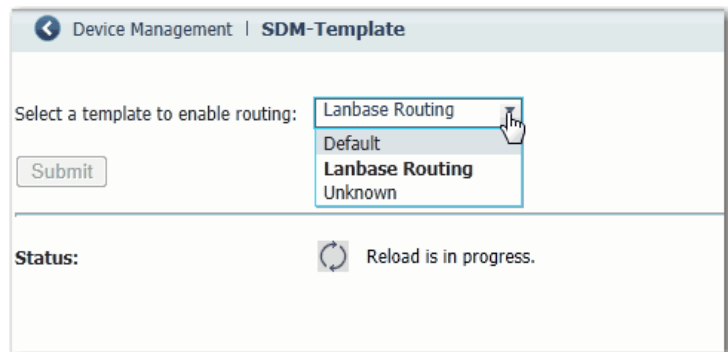 Device Management | SDM-Template
Select a template to enable routing: Lanbase Routing
Default
Lanbase Routing
Unknown
Submit
Status: Reload is in progress.